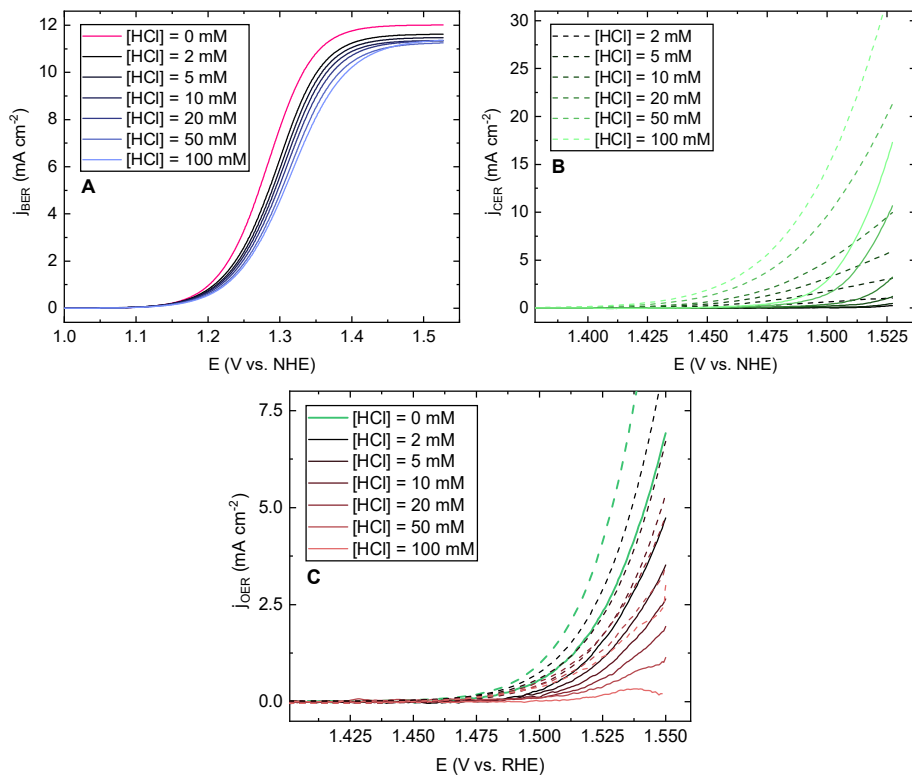 12
10
8
6
4
2
0
j_BER (mA cm⁻²)
[HCl] = 0 mM
[HCl] = 2 mM
[HCl] = 5 mM
[HCl] = 10 mM
[HCl] = 20 mM
[HCl] = 50 mM
[HCl] = 100 mM
A
1.0 1.1 1.2 1.3 1.4 1.5
E (V vs. NHE)
30
25
20
15
10
5
0
j_CER (mA cm⁻²)
[HCl] = 2 mM
[HCl] = 5 mM
[HCl] = 10 mM
[HCl] = 20 mM
[HCl] = 50 mM
[HCl] = 100 mM
B
1.400 1.425 1.450 1.475 1.500 1.525
E (V vs. NHE)
7.5
5.0
2.5
0.0
j_OER (mA cm⁻²)
[HCl] = 0 mM
[HCl] = 2 mM
[HCl] = 5 mM
[HCl] = 10 mM
[HCl] = 20 mM
[HCl] = 50 mM
[HCl] = 100 mM
C
1.425 1.450 1.475 1.500 1.525 1.550
E (V vs. RHE)